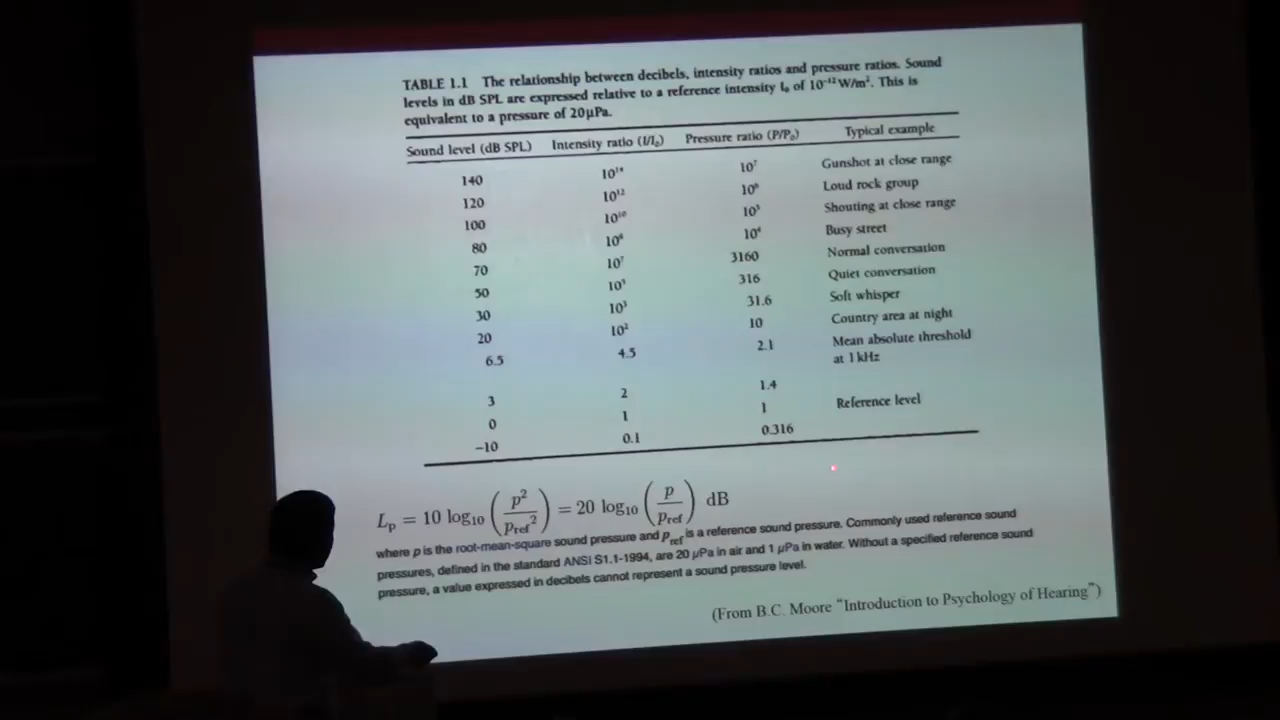 TABLE 1.1 The relationship between decibels, intensity ratios and pressure ratios. Sound
levels in dB SPL are expressed relative to a reference intensity I₀ of 10⁻¹²W/m². This is
equivalent to a pressure of 20µPa.
Sound level (dB SPL) Intensity ratio (I/I₀) Pressure ratio (P/P₀) Typical example
140 10¹⁴ 10⁷ Gunshot at close range
120 10¹² 10⁶ Loud rock group
100 10¹⁰ 10⁵ Shouting at close range
80 10⁸ 10⁴ Busy street
70 10⁷ 3160 Normal conversation
50 10⁵ 316 Quiet conversation
30 10³ 31.6 Soft whisper
20 10² 10 Country area at night
6.5 4.5 2.1 Mean absolute threshold
at 1 kHz
3 2 1.4
0 1 1 Reference level
−10 0.1 0.316
Lp = 10 log₁₀ (p²/pref²) = 20 log₁₀ (p/pref) dB
where p is the root-mean-square sound pressure and pref is a reference sound pressure. Commonly used reference sound
pressures, defined in the standard ANSI S1.1-1994, are 20 µPa in air and 1 µPa in water. Without a specified reference sound
pressure, a value expressed in decibels cannot represent a sound pressure level.
(From B.C. Moore “Introduction to Psychology of Hearing”)